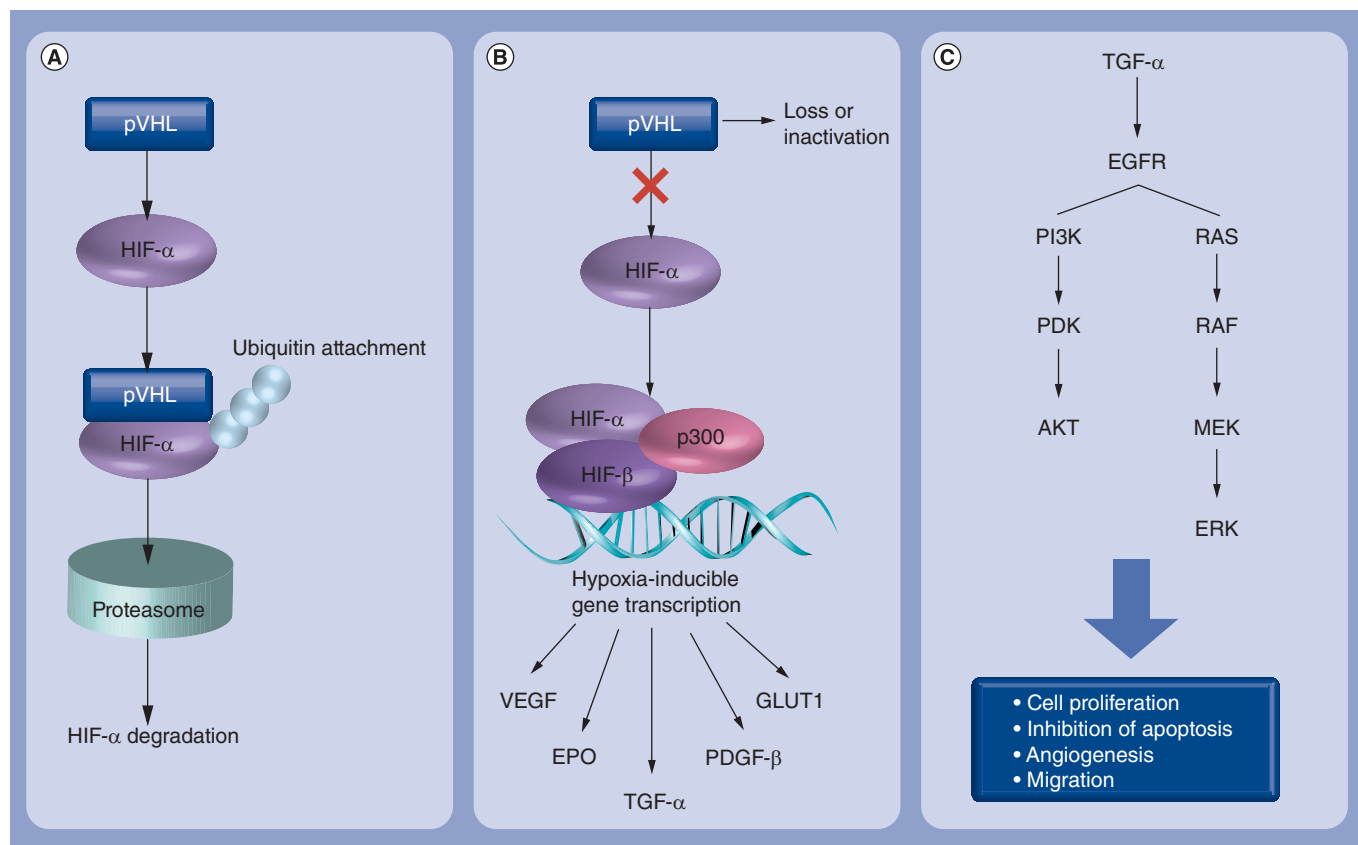 A
pVHL
HIF-α
Ubiquitin attachment
pVHL
HIF-α
Proteasome
HIF-α degradation
B
pVHL
Loss or
inactivation
HIF-α
HIF-α
p300
HIF-β
Hypoxia-inducible
gene transcription
VEGF
GLUT1
EPO
PDGF-β
TGF-α
C
TGF-α
EGFR
PI3K
RAS
PDK
RAF
AKT
MEK
ERK
• Cell proliferation
• Inhibition of apoptosis
• Angiogenesis
• Migration